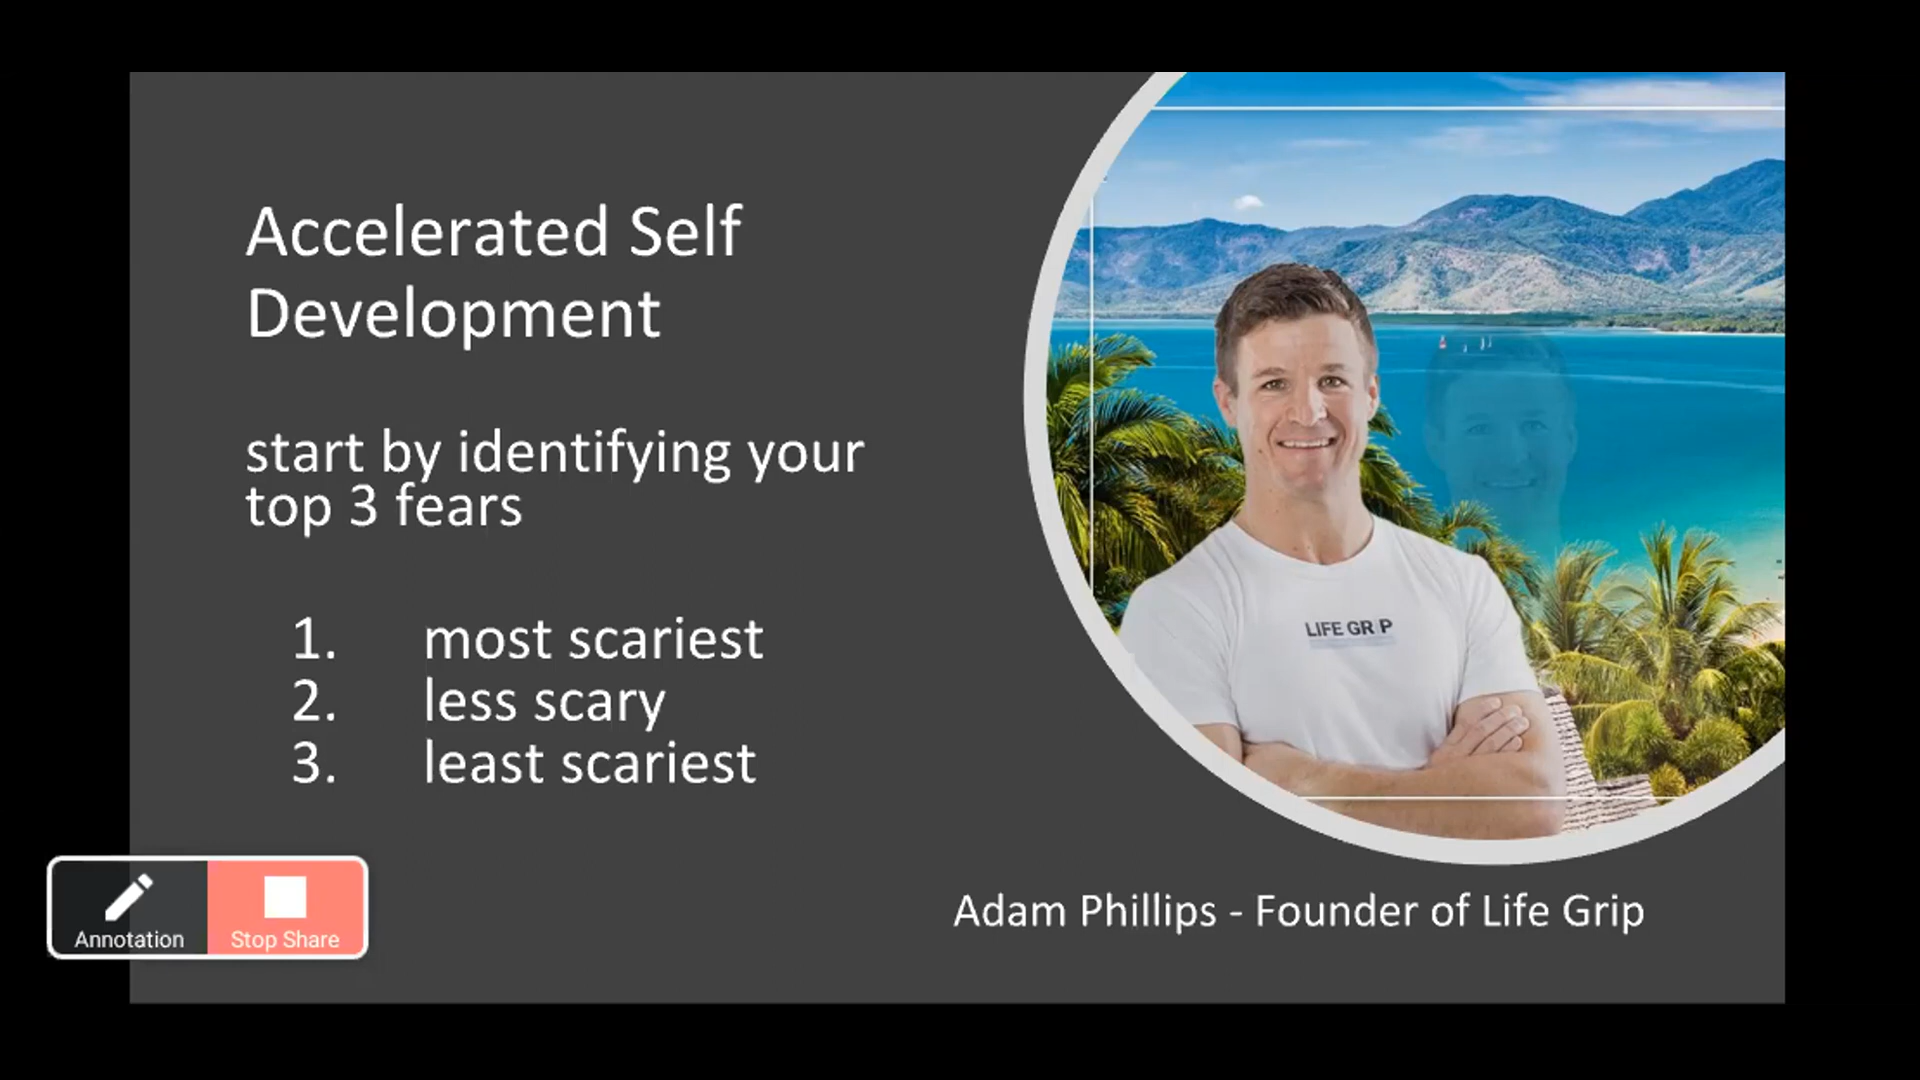 Accelerated Self
Development
start by identifying your
top 3 fears
1. most scariest
2. less scary
3. least scariest
LIFE GR P
Adam Phillips - Founder of Life Grip
Annotation
Stop Share